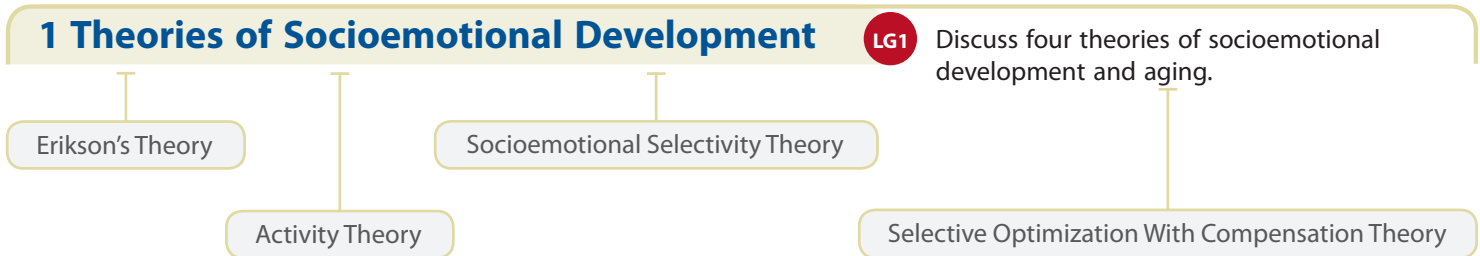 1 Theories of Socioemotional Development
LG1
Discuss four theories of socioemotional
development and aging.
Erikson's Theory
Socioemotional Selectivity Theory
Activity Theory
Selective Optimization With Compensation Theory